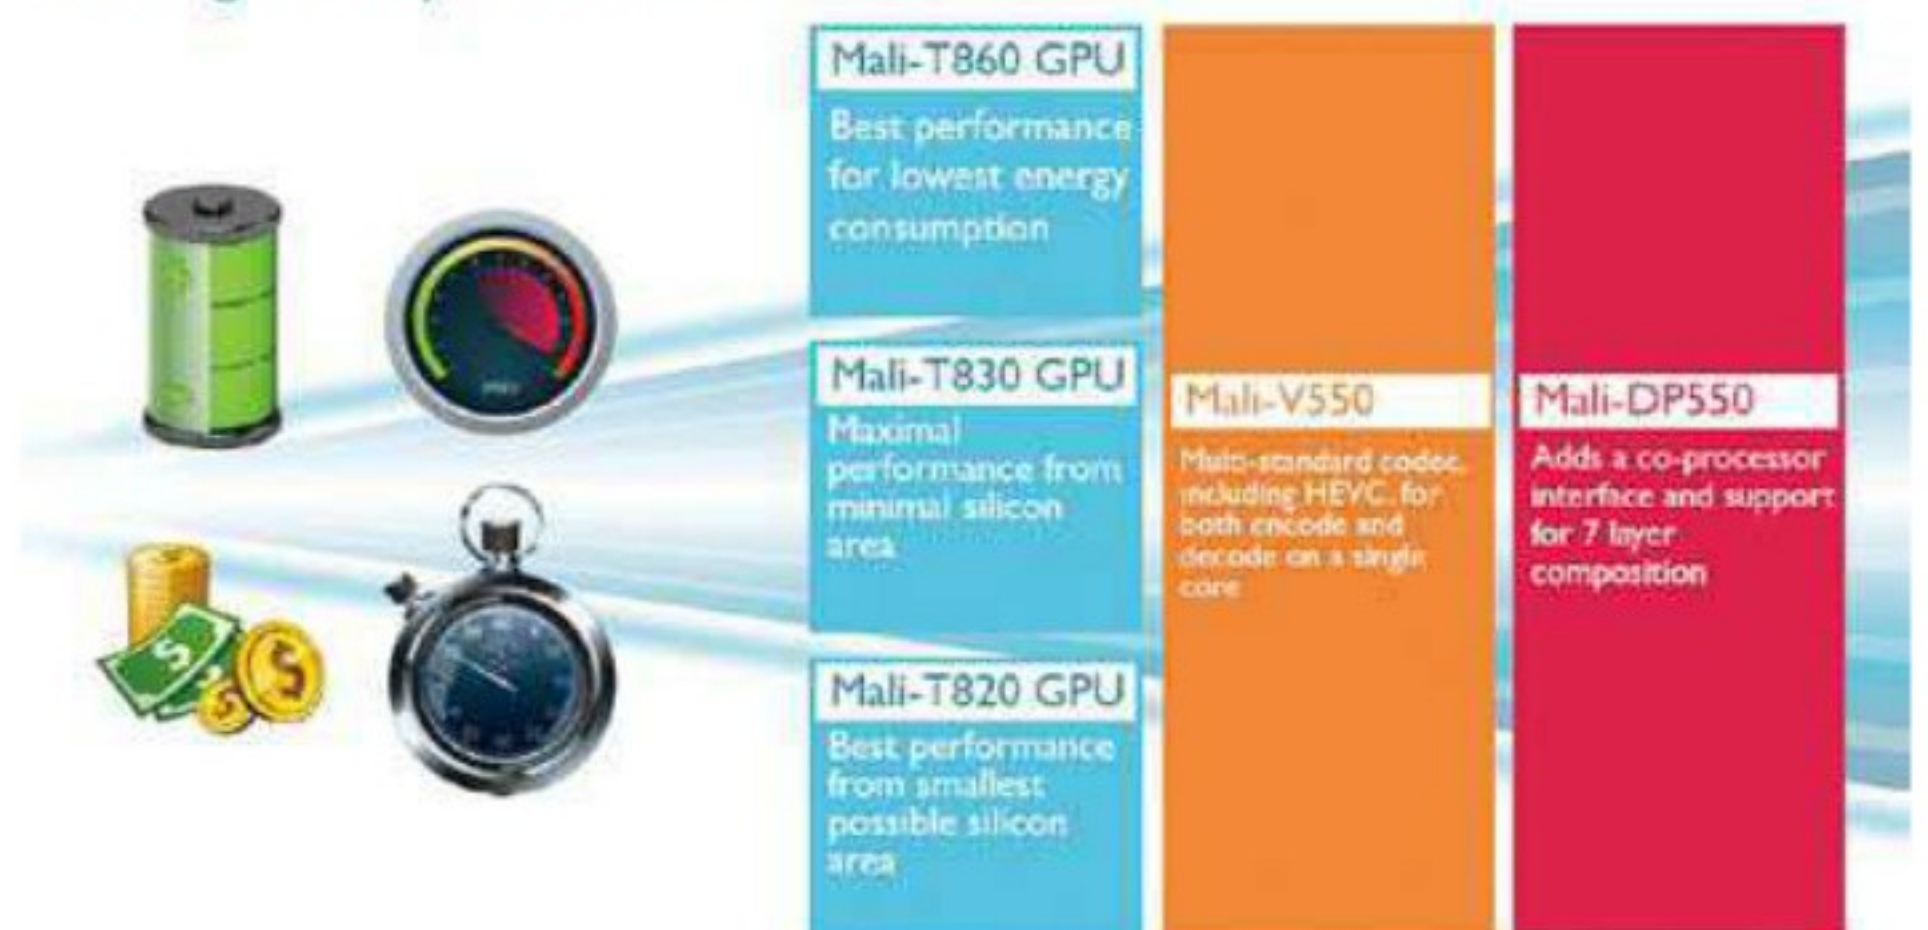 Mali-T860 GPU
Best performance
for lowest energy
consumption
Mali-T830 GPU
Maximal
performance from
minimal silicon
area
Mali-T820 GPU
Best performance
from smallest
possible silicon
area
Mali-V550
Multi-standard codec,
including HEVC, for
both encode and
decode on a single
core
Mali-DP550
Adds a co-processor
interface and support
for 7 layer
composition